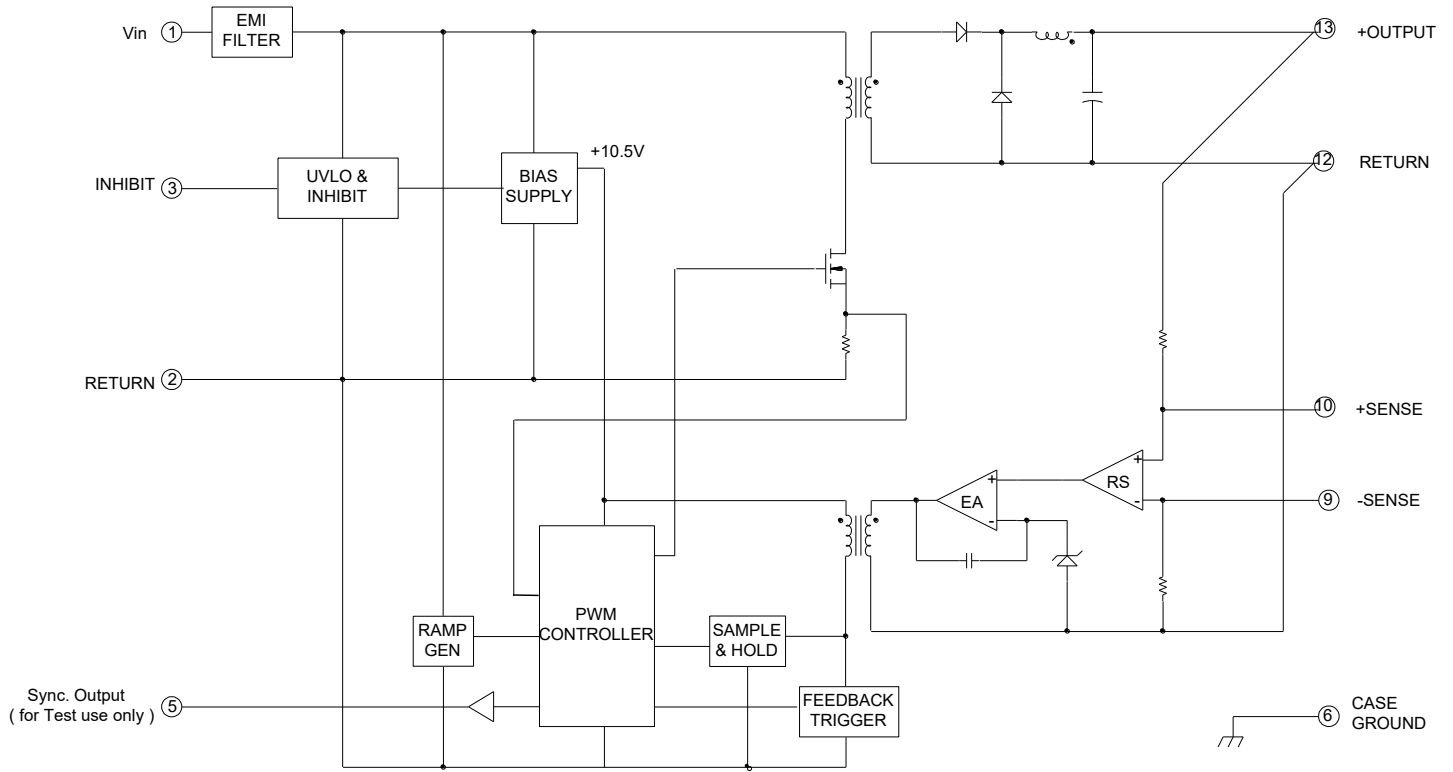 EMI
FILTER
Vin 1
13 +OUTPUT
+10.5V
12 RETURN
INHIBIT 3
UVLO &
INHIBIT
BIAS
SUPPLY
RETURN 2
10 +SENSE
+
RS
-
9 -SENSE
+
EA
-
PWM
CONTROLLER
RAMP
GEN
SAMPLE
& HOLD
Sync. Output
( for Test use only )
5
FEEDBACK
TRIGGER
6
CASE
GROUND